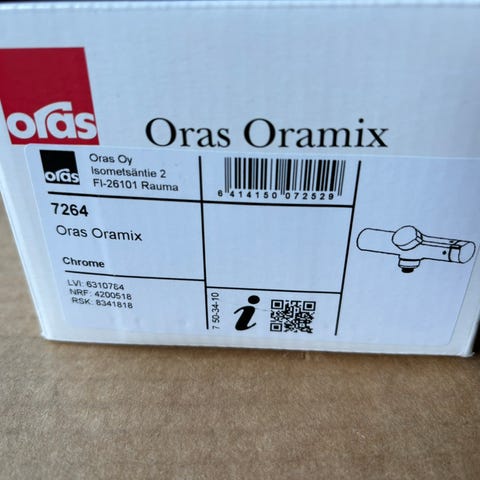 oras
Oras Oramix
oras
Oras Oy
Isometsäntie 2
FI-26101 Rauma
6 414150 072529
7264
Oras Oramix
Chrome
LVI: 6310784
NRF: 4200518
RSK: 8341818
7 50-34-10
i